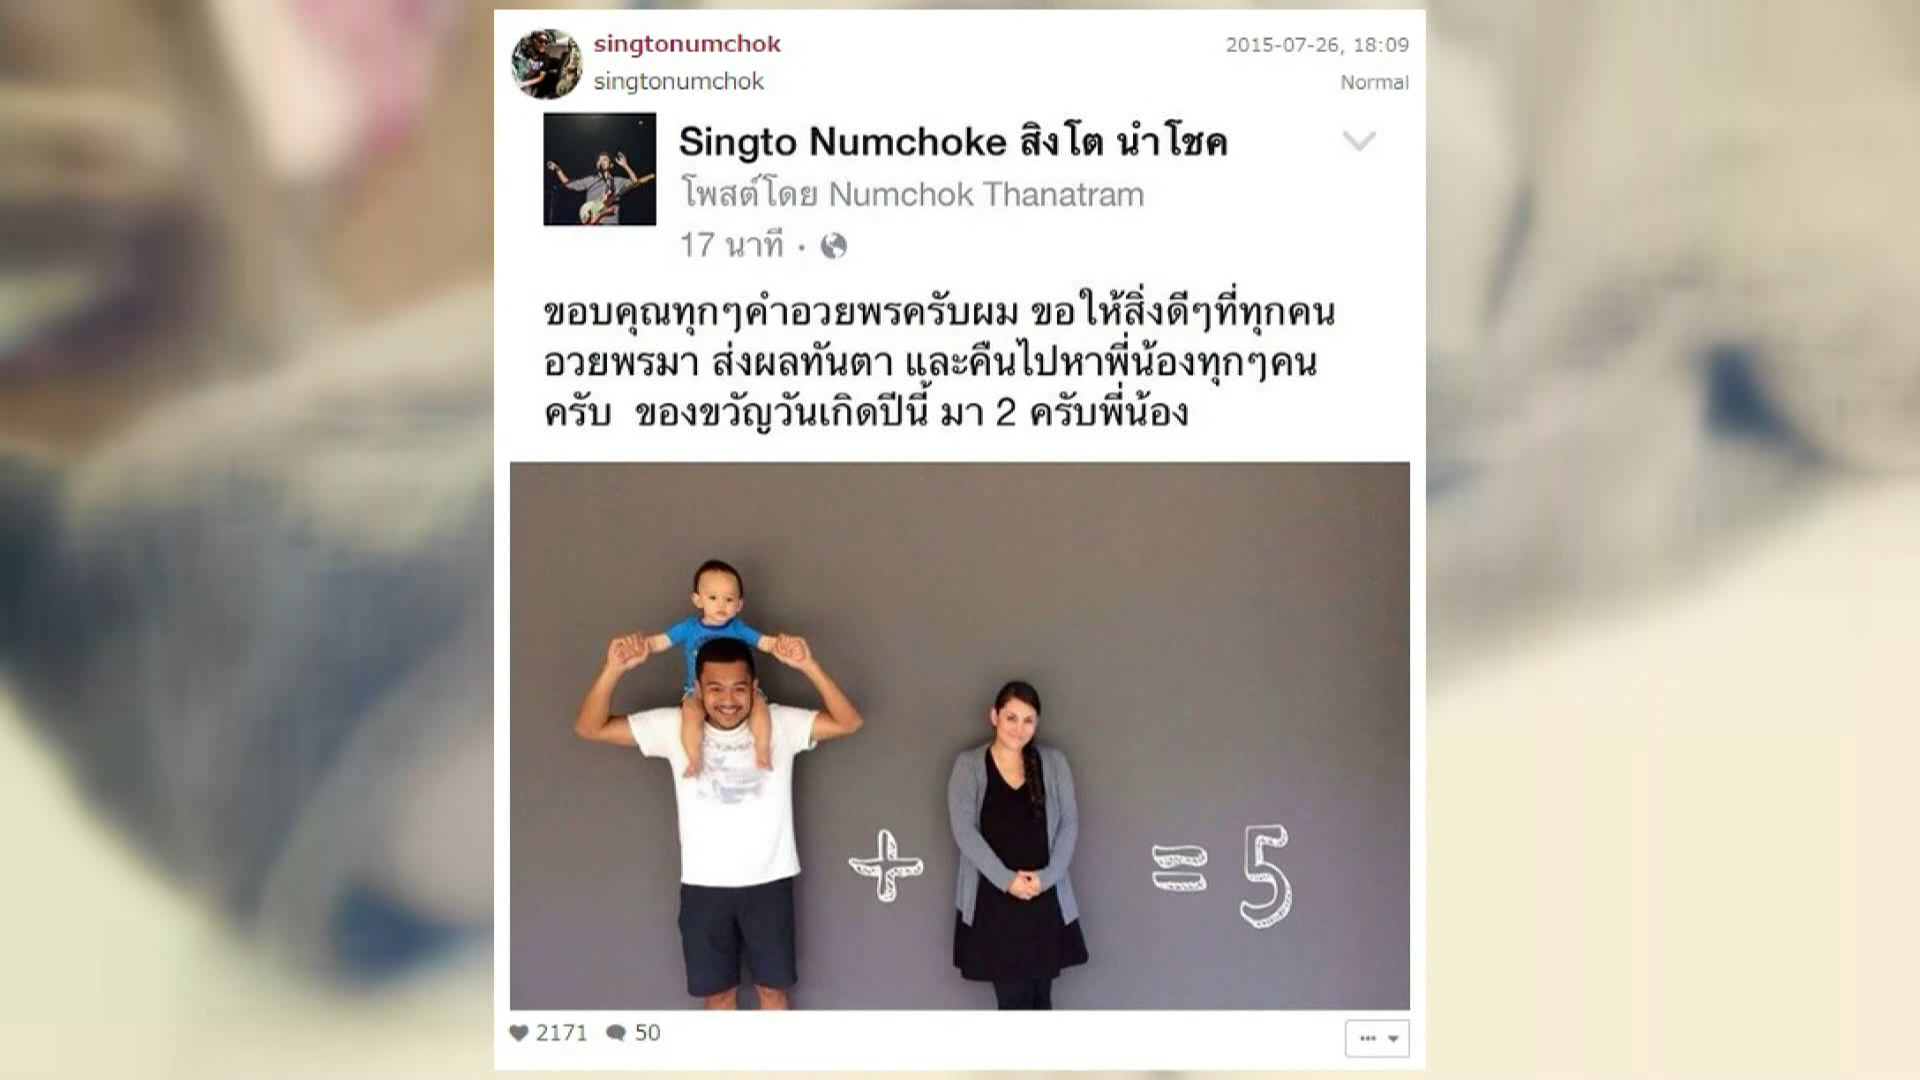 singtonumchok
2015-07-26, 18:09
singtonumchok
Normal
Singto Numchoke สิงโต นำโชค
โพสต์โดย Numchok Thanatram
17 นาที ·
ขอบคุณทุกๆคำอวยพรครับผม ขอให้สิ่งดีๆที่ทุกคน
อวยพรมา ส่งผลทันตา และคืนไปหาพี่น้องทุกๆคน
ครับ  ของขวัญวันเกิดปีนี้ มา 2 ครับพี่น้อง
+ = 5
2171 50